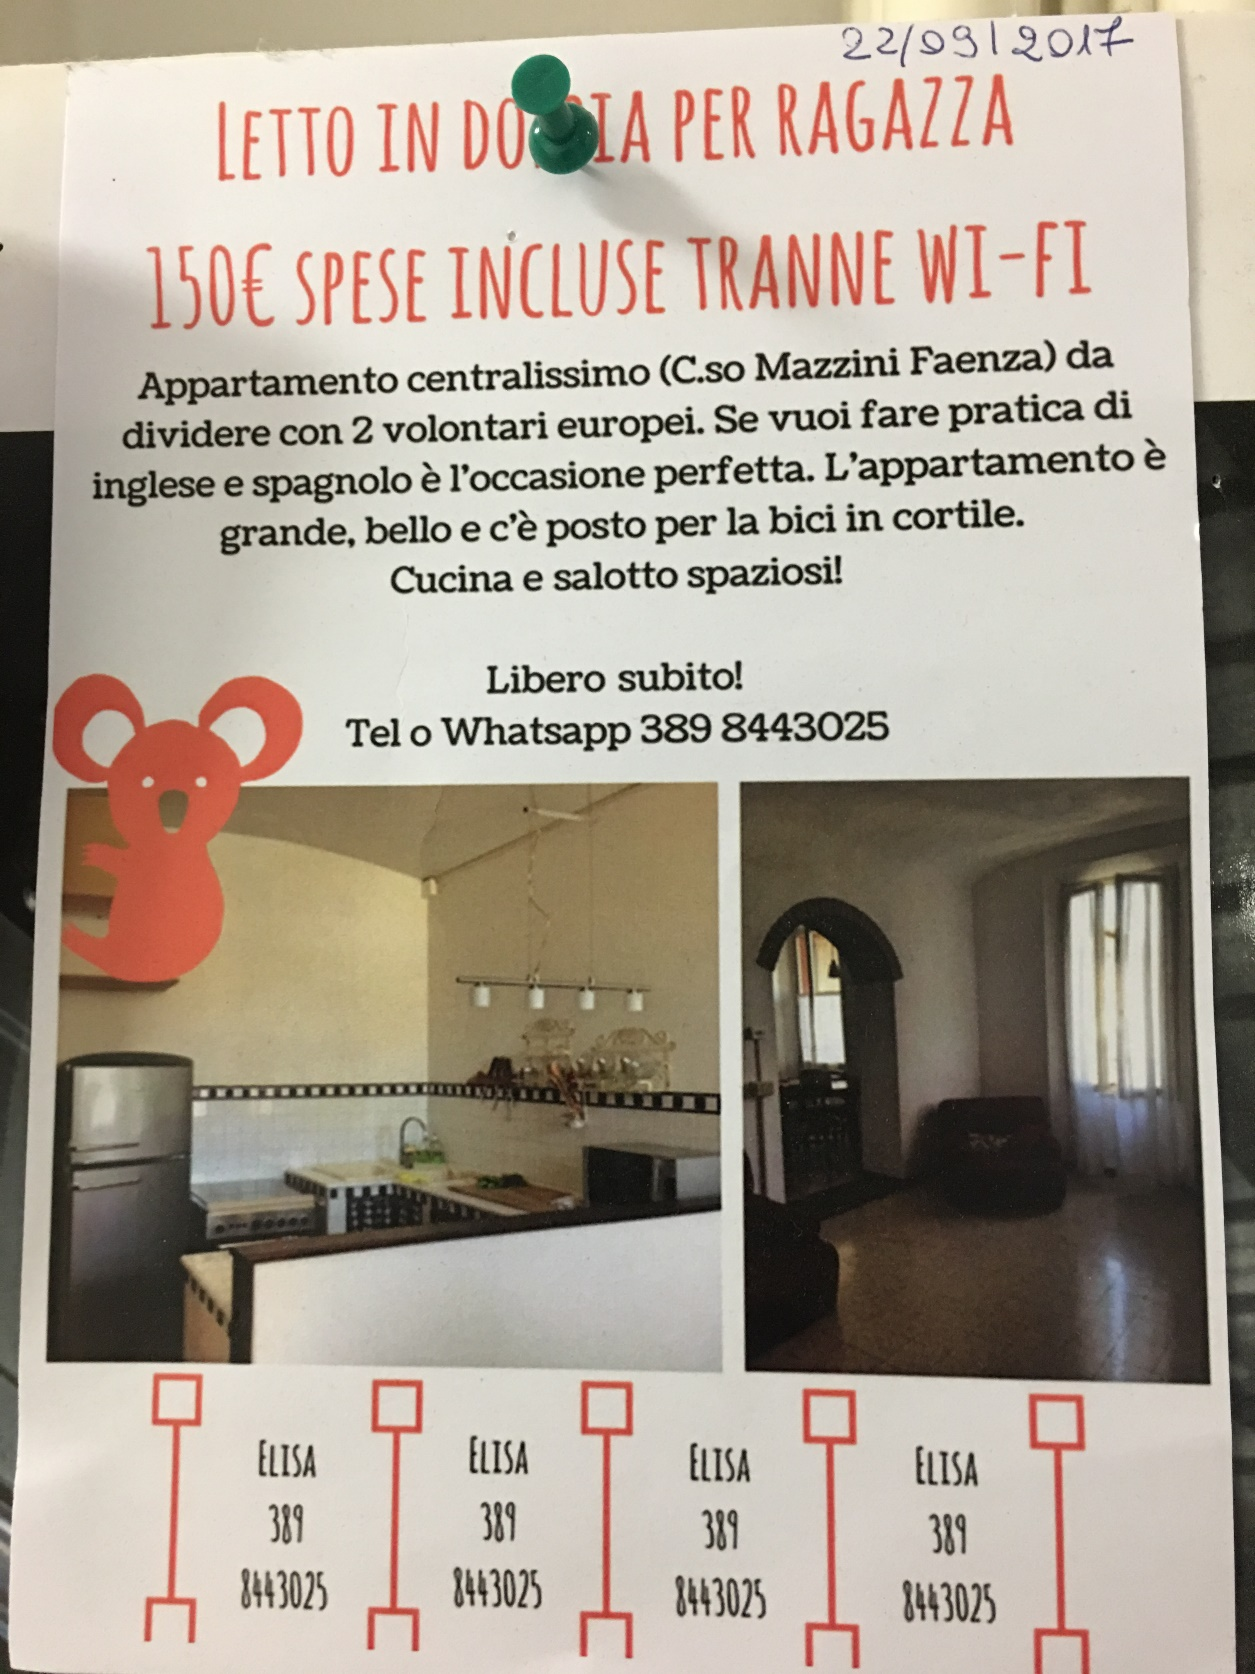 22/09/2017
LETTO IN PER RAGAZZA
150€ SPESE INCLUSE TRANNE WI-FI
Appartamento centralissimo (C.so Mazzini Faenza) da
dividere con 2 volontari europei. Se vuoi fare pratica di
inglese e spagnolo è l'occasione perfetta. L'appartamento è
grande, bello e c'è posto per la bici in cortile.
Cucina e salotto spaziosi!
Libero subito!
Tel o Whatsapp 389 8443025
ELISA
389
8443025
ELISA
389
8443025
ELISA
389
8443025
ELISA
389
8443025